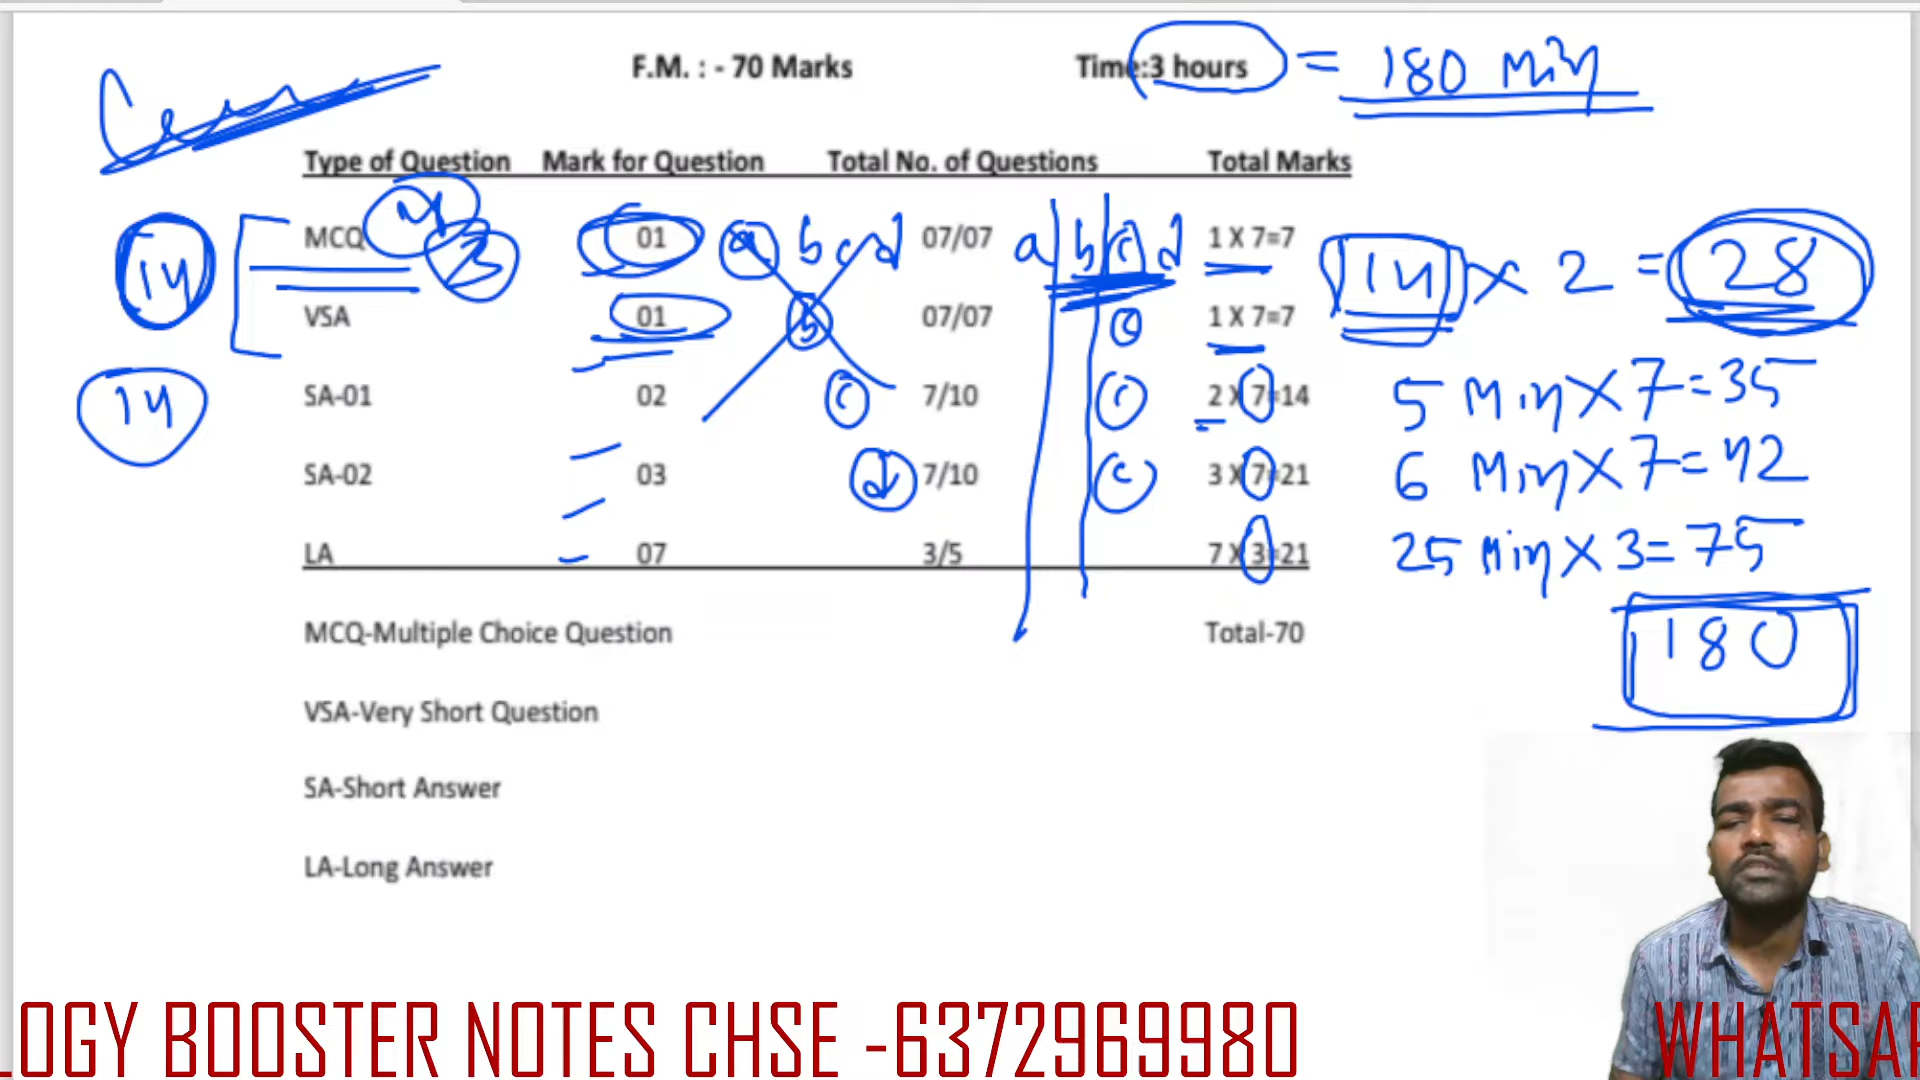 F.M. : - 70 Marks Time:3 hours = 180 Min
Type of Question Mark for Question Total No. of Questions Total Marks
14 MCQ 3 01 a b c d 07/07 a b c d 1 X 7=7 14 × 2 = 28
VSA 01 b 07/07 c 1 X 7=7
14 SA-01 02 c 7/10 c 2 X 7=14 5 Min × 7 = 35
SA-02 03 d 7/10 c 3 X 7=21 6 Min × 7 = 42
LA 07 3/5 7 X 3=21 25 Min × 3 = 75
MCQ-Multiple Choice Question Total-70 180
VSA-Very Short Question
SA-Short Answer
LA-Long Answer
LOGY BOOSTER NOTES CHSE -6372969980 WHATSAP